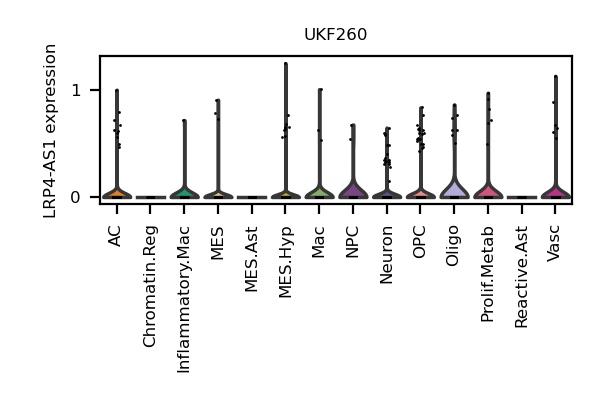 UKF260
LRP4-AS1 expression
1
0
AC
Chromatin.Reg
Inflammatory.Mac
MES
MES.Ast
MES.Hyp
Mac
NPC
Neuron
OPC
Oligo
Prolif.Metab
Reactive.Ast
Vasc